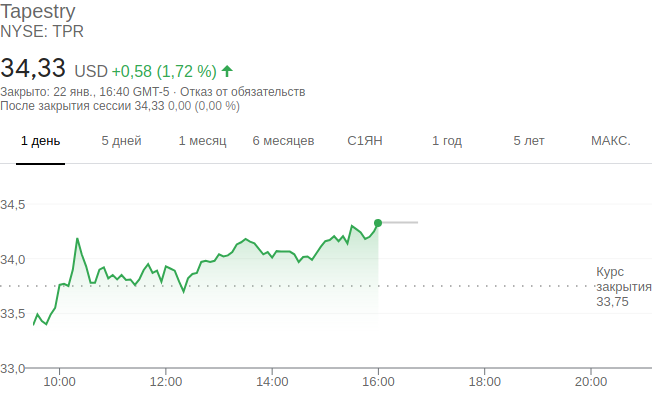 Tapestry
NYSE: TPR
34,33 USD +0,58 (1,72 %)
Закрыто: 22 янв., 16:40 GMT-5 · Отказ от обязательств
После закрытия сессии 34,33 0,00 (0,00 %)
1 день 5 дней 1 месяц 6 месяцев С1ЯН 1 год 5 лет МАКС.
34,5
34,0
Курс
закрытия
33,75
33,5
33,0
10:00 12:00 14:00 16:00 18:00 20:00